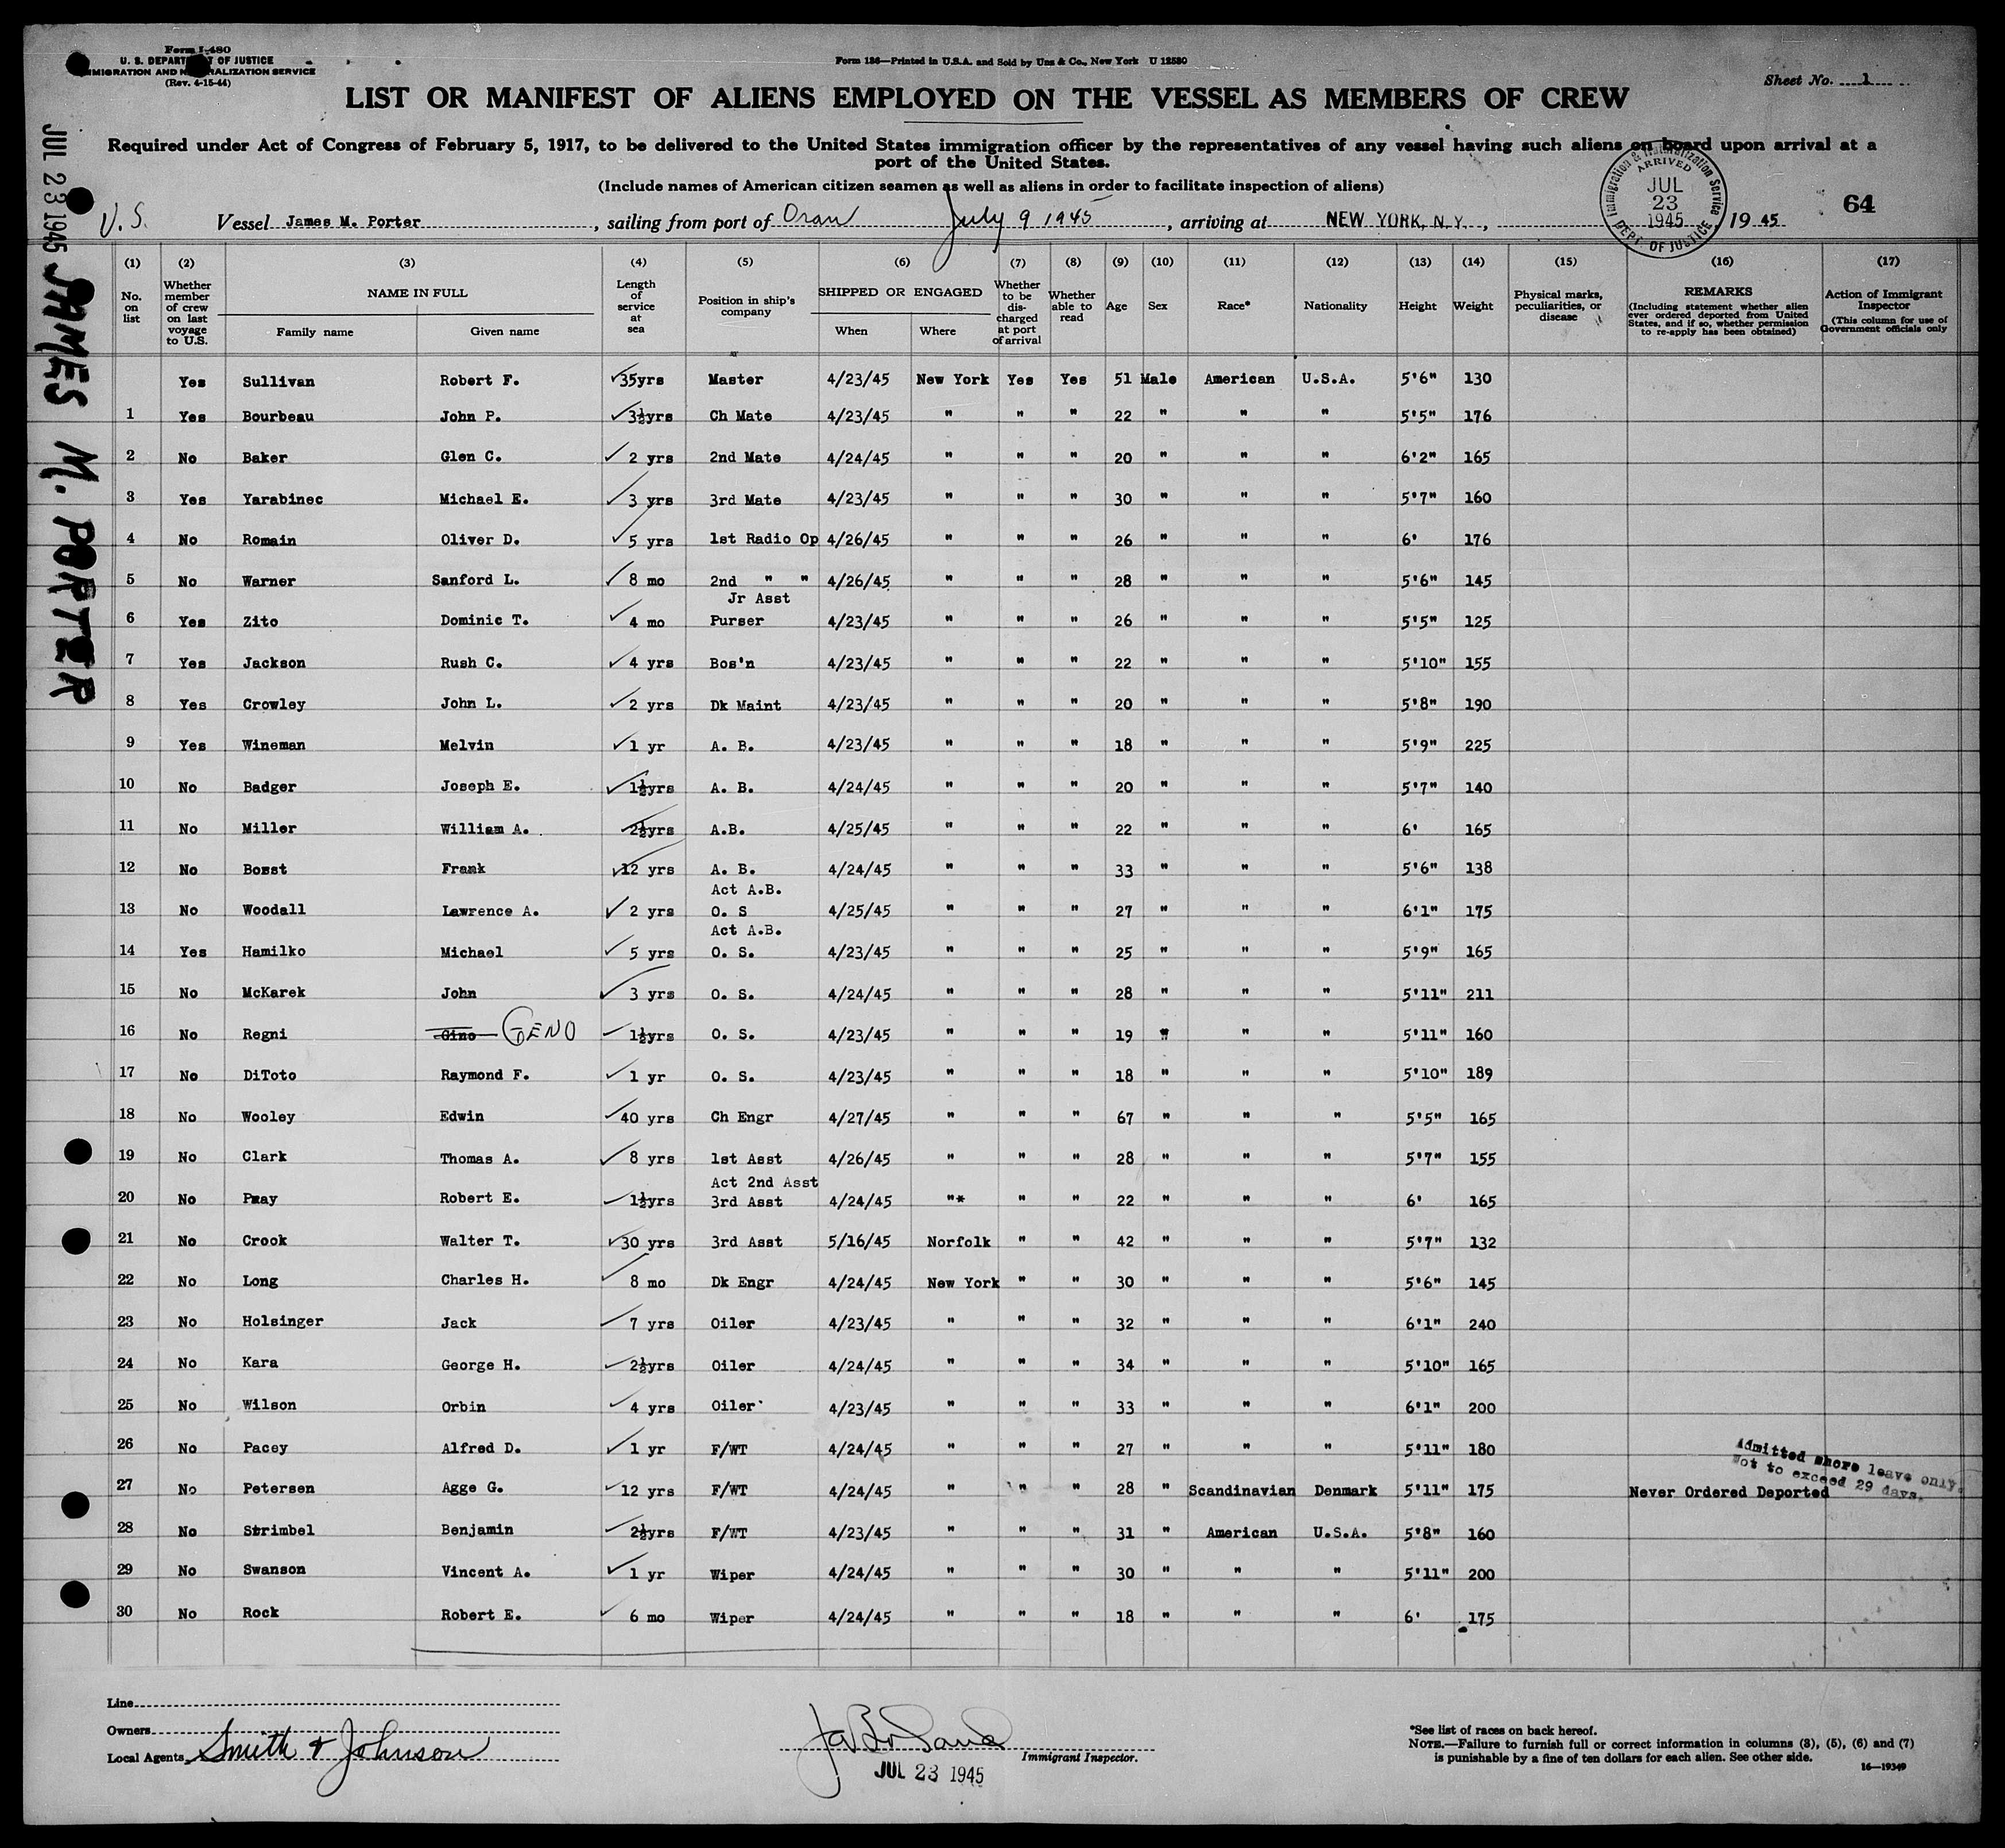 Form I-480
U. S. DEPARTMENT OF JUSTICE
IMMIGRATION AND NATURALIZATION SERVICE
(Rev. 4-15-44)
Form 136—Printed in U.S.A. and Sold by Unz & Co., New York U 12580
Sheet No. 1
LIST OR MANIFEST OF ALIENS EMPLOYED ON THE VESSEL AS MEMBERS OF CREW
Required under Act of Congress of February 5, 1917, to be delivered to the United States immigration officer by the representatives of any vessel having such aliens on board upon arrival at a
port of the United States.
(Include names of American citizen seamen as well as aliens in order to facilitate inspection of aliens)
Immigration & Naturalization Service
ARRIVED
JUL
23
1945
DEPT. OF JUSTICE
64
U.S. Vessel James M. Porter, sailing from port of Oran July 9 1945, arriving at NEW YORK, N.Y., 1945
JUL 23 1945 JAMES M. PORTER
(1) (2) (3) (4) (5) (6) (7) (8) (9) (10) (11) (12) (13) (14) (15) (16) (17)
No. on list
Whether member of crew on last voyage to U.S.
NAME IN FULL
Family name Given name
Length of service at sea
Position in ship's company
SHIPPED OR ENGAGED
When Where
Whether to be discharged at port of arrival
Whether able to read
Age
Sex
Race*
Nationality
Height
Weight
Physical marks, peculiarities, or disease
REMARKS
(Including statement whether alien ever ordered deported from United States, and if so, whether permission to re-apply has been obtained)
Action of Immigrant Inspector
(This column for use of Government officials only
Yes Sullivan Robert F. 35yrs Master 4/23/45 New York Yes Yes 51 Male American U.S.A. 5'6" 130
1 Yes Bourbeau John P. 3½yrs Ch Mate 4/23/45 " " " 22 " " " 5'5" 176
2 No Baker Glen C. 2 yrs 2nd Mate 4/24/45 " " " 20 " " " 6'2" 165
3 Yes Yarabinec Michael E. 3 yrs 3rd Mate 4/23/45 " " " 30 " " " 5'7" 160
4 No Romain Oliver D. 5 yrs 1st Radio Op 4/26/45 " " " 26 " " " 6' 176
5 No Warner Sanford L. 8 mo 2nd " " 4/26/45 " " " 28 " " " 5'6" 145
Jr Asst
6 Yes Zito Dominic T. 4 mo Purser 4/23/45 " " " 26 " " " 5'5" 125
7 Yes Jackson Rush C. 4 yrs Bos'n 4/23/45 " " " 22 " " " 5'10" 155
8 Yes Crowley John L. 2 yrs Dk Maint 4/23/45 " " " 20 " " " 5'8" 190
9 Yes Wineman Melvin 1 yr A. B. 4/23/45 " " " 18 " " " 5'9" 225
10 No Badger Joseph E. 1½yrs A. B. 4/24/45 " " " 20 " " " 5'7" 140
11 No Miller William A. 2½yrs A.B. 4/25/45 " " " 22 " " " 6' 165
12 No Bosst Frank 12 yrs A. B. 4/24/45 " " " 33 " " " 5'6" 138
Act A.B.
13 No Woodall Lawrence A. 2 yrs O. S 4/25/45 " " " 27 " " " 6'1" 175
Act A.B.
14 Yes Hamilko Michael 5 yrs O. S. 4/23/45 " " " 25 " " " 5'9" 165
15 No McKarek John 3 yrs O. S. 4/24/45 " " " 28 " " " 5'11" 211
16 No Regni Gino GENO 1½yrs O. S. 4/23/45 " " " 19 " " " 5'11" 160
17 No DiToto Raymond F. 1 yr O. S. 4/23/45 " " " 18 " " " 5'10" 189
18 No Wooley Edwin 40 yrs Ch Engr 4/27/45 " " " 67 " " " 5'5" 165
19 No Clark Thomas A. 8 yrs 1st Asst 4/26/45 " " " 28 " " " 5'7" 155
Act 2nd Asst
20 No Robert E. 1½yrs 3rd Asst 4/24/45 "* " " 22 " " " 6' 165
21 No Crook Walter T. 30 yrs 3rd Asst 5/16/45 Norfolk " " 42 " " " 5'7" 132
22 No Long Charles H. 8 mo Dk Engr 4/24/45 New York " " 30 " " " 5'6" 145
23 No Holsinger Jack 7 yrs Oiler 4/23/45 " " " 32 " " " 6'1" 240
24 No Kara George H. 2½yrs Oiler 4/24/45 " " " 34 " " " 5'10" 165
25 No Wilson Orbin 4 yrs Oiler 4/23/45 " " " 33 " " " 6'1" 200
26 No Pacey Alfred D. 1 yr F/WT 4/24/45 " " " 27 " " " 5'11" 180
Admitted shore leave only.
Not to exceed 29 days.
27 No Petersen Agge G. 12 yrs F/WT 4/24/45 " " " 28 " Scandinavian Denmark 5'11" 175 Never Ordered Deported
28 No Strimbel Benjamin 2½yrs F/WT 4/23/45 " " " 31 " American U.S.A. 5'8" 160
29 No Swanson Vincent A. 1 yr Wiper 4/24/45 " " " 30 " " " 5'11" 200
30 No Rock Robert E. 6 mo Wiper 4/24/45 " " " 18 " " " 6' 175
Line
Owners
Local Agents Smith & Johnson
Immigrant Inspector.
JUL 23 1945
*See list of races on back hereof.
NOTE.—Failure to furnish full or correct information in columns (3), (5), (6) and (7)
is punishable by a fine of ten dollars for each alien. See other side.
16—19349